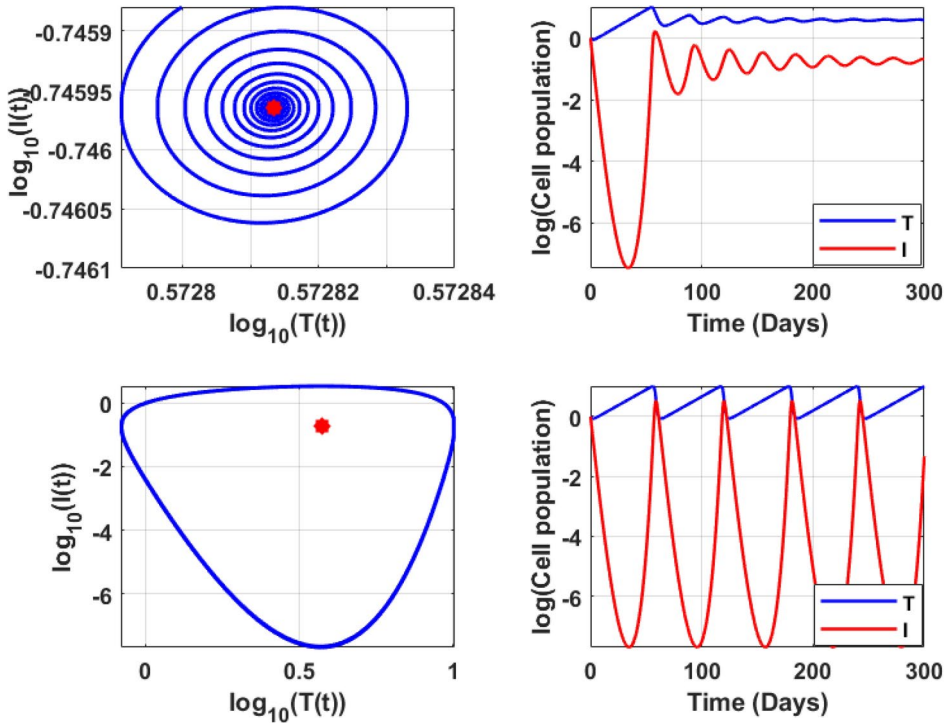 -0.7459
-0.74595
-0.746
-0.74605
-0.7461
log10(I(t))
0.5728
0.57282
0.57284
log10(T(t))
0
-2
-4
-6
log(Cell population)
T
I
0
100
200
300
Time (Days)
0
-2
-4
-6
log10(I(t))
0
0.5
1
log10(T(t))
0
-2
-4
-6
log(Cell population)
T
I
0
100
200
300
Time (Days)